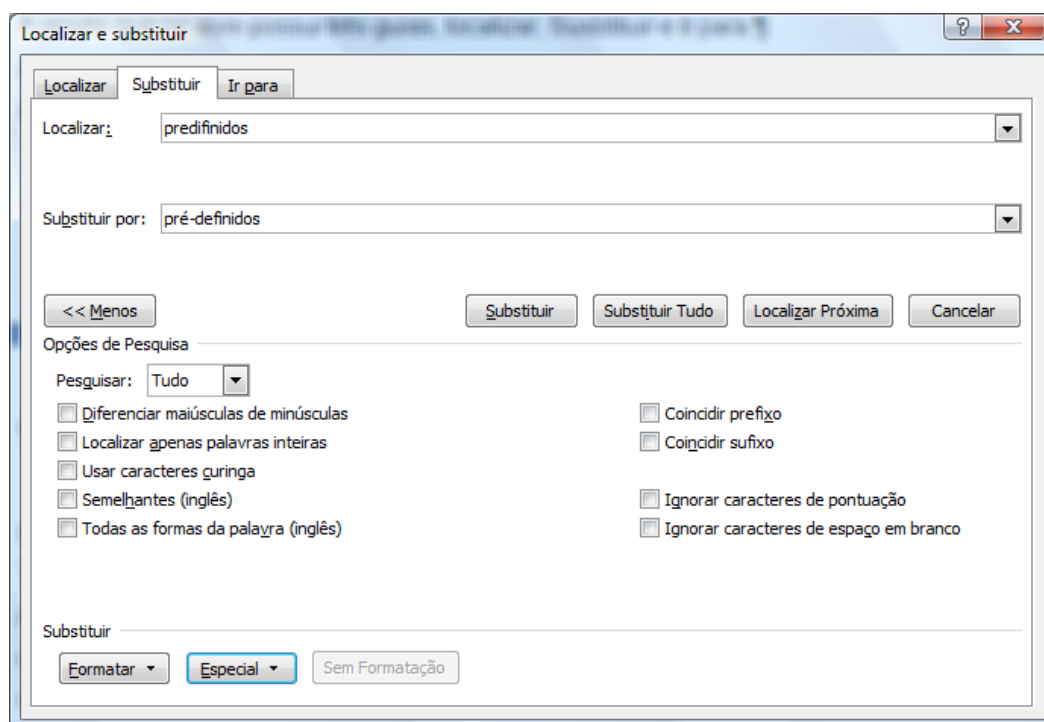 Localizar e substituir
Localizar Substituir Ir para
Localizar: predifinidos
Substituir por: pré-definidos
<< Menos Substituir Substituir Tudo Localizar Próxima Cancelar
Opções de Pesquisa
Pesquisar: Tudo
Diferenciar maiúsculas de minúsculas Coincidir prefixo
Localizar apenas palavras inteiras Coincidir sufixo
Usar caracteres curinga
Semelhantes (inglês) Ignorar caracteres de pontuação
Todas as formas da palavra (inglês) Ignorar caracteres de espaço em branco
Substituir
Formatar Especial Sem Formatação